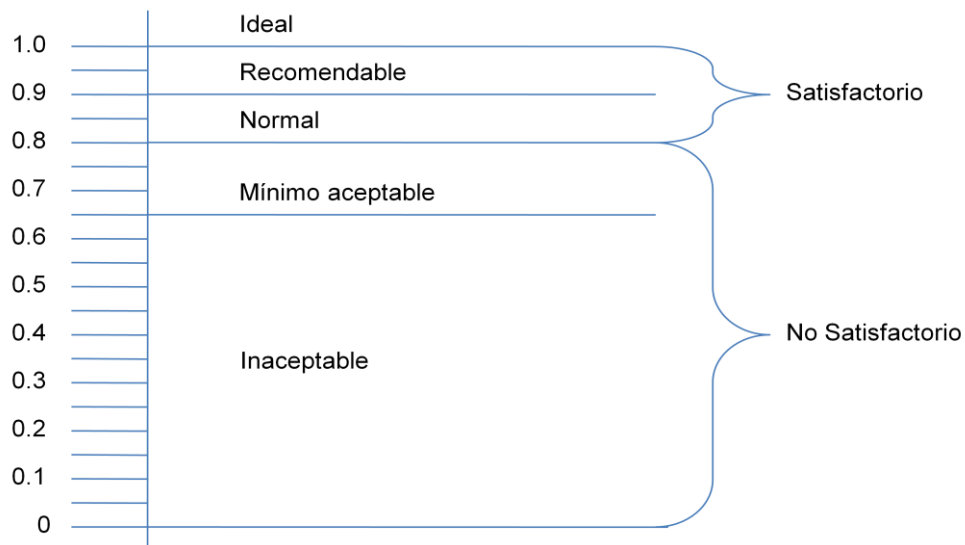 Ideal
1.0
Recomendable
0.9
Satisfactorio
Normal
0.8
0.7
Mínimo aceptable
0.6
0.5
0.4
No Satisfactorio
Inaceptable
0.3
0.2
0.1
0